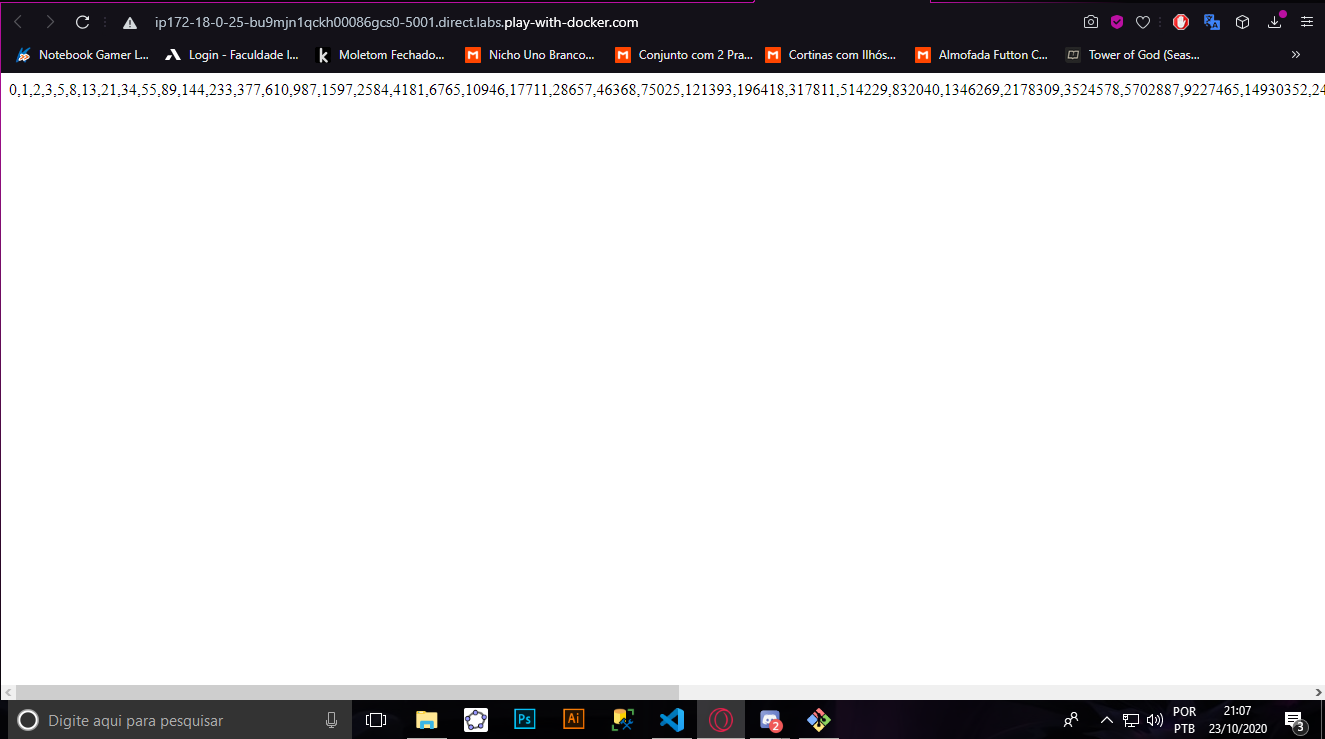 ip172-18-0-25-bu9mjn1qckh00086gcs0-5001.direct.labs.play-with-docker.com
Notebook Gamer L... Login - Faculdade I... Moletom Fechado... Nicho Uno Branco... Conjunto com 2 Pra... Cortinas com Ilhós... Almofada Futton C... Tower of God (Seas... »
0,1,2,3,5,8,13,21,34,55,89,144,233,377,610,987,1597,2584,4181,6765,10946,17711,28657,46368,75025,121393,196418,317811,514229,832040,1346269,2178309,3524578,5702887,9227465,14930352,24
Digite aqui para pesquisar Ps Ai 2 POR 21:07
PTB 23/10/2020 3